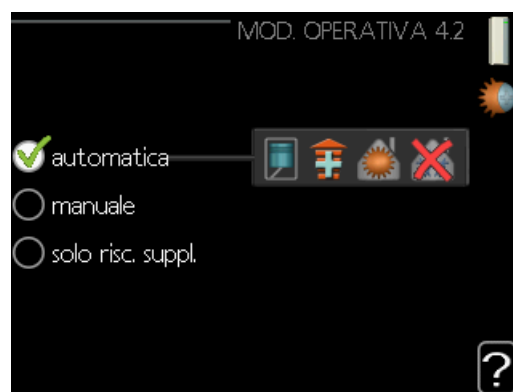 MOD. OPERATIVA 4.2
automatica
manuale
solo risc. suppl.
?